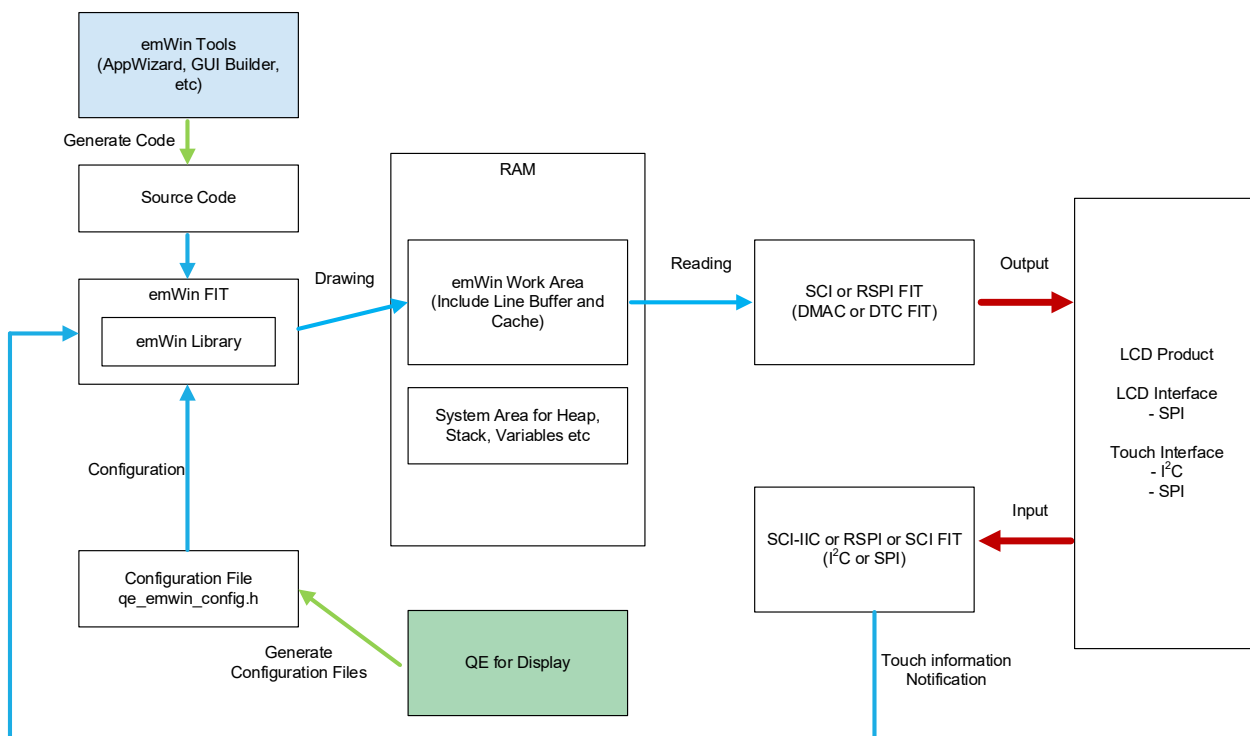 emWin Tools
(AppWizard, GUI Builder,
etc)
Generate Code
Source Code
emWin FIT
emWin Library
Drawing
RAM
emWin Work Area
(Include Line Buffer and
Cache)
System Area for Heap,
Stack, Variables etc
Reading
SCI or RSPI FIT
(DMAC or DTC FIT)
Output
LCD Product
LCD Interface
- SPI
Touch Interface
- I²C
- SPI
Input
SCI-IIC or RSPI or SCI FIT
(I²C or SPI)
Touch information
Notification
Configuration
Configuration File
qe_emwin_config.h
Generate
Configuration Files
QE for Display